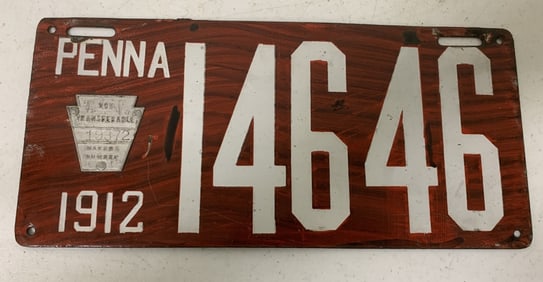 PENNA
14646
NOT
TRANSFERABLE
MAKERS
NUMBER
1912